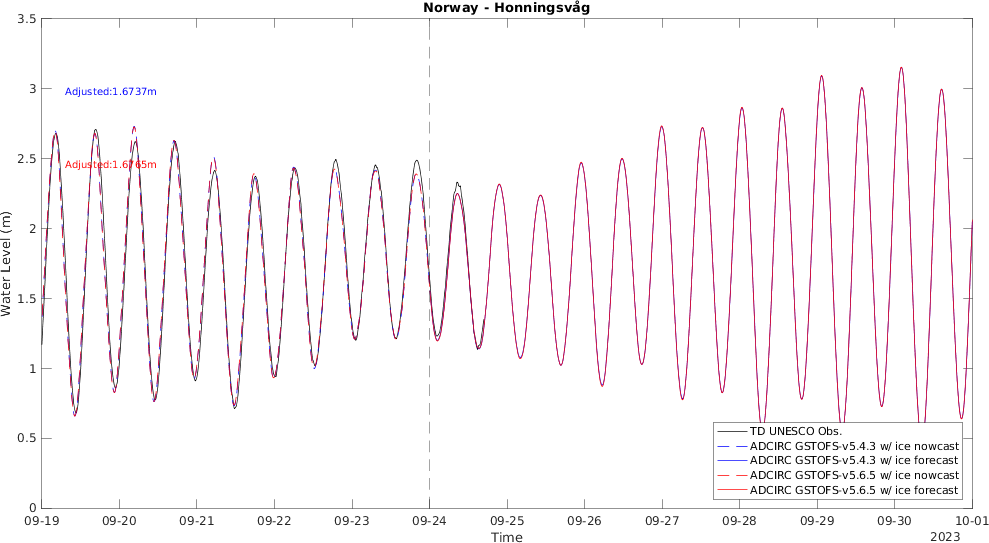 Norway - Honningsvåg
3.5
3
2.5
2
1.5
1
0.5
0
Water Level (m)
Adjusted:1.6737m
Adjusted:1.6765m
TD UNESCO Obs.
ADCIRC GSTOFS-v5.4.3 w/ ice nowcast
ADCIRC GSTOFS-v5.4.3 w/ ice forecast
ADCIRC GSTOFS-v5.6.5 w/ ice nowcast
ADCIRC GSTOFS-v5.6.5 w/ ice forecast
09-19 09-20 09-21 09-22 09-23 09-24 09-25 09-26 09-27 09-28 09-29 09-30 10-01
Time
2023